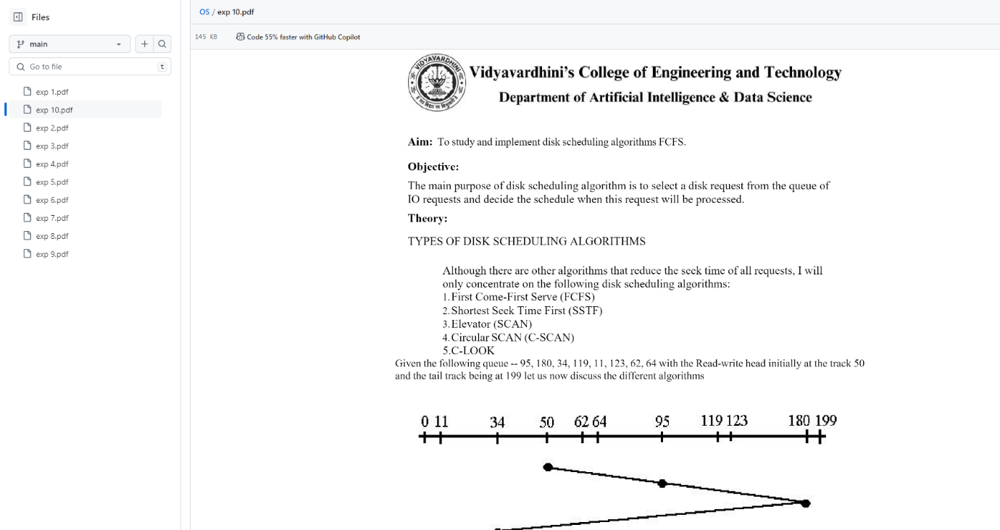 Files
main
Go to file
t
exp 1.pdf
exp 10.pdf
exp 2.pdf
exp 3.pdf
exp 4.pdf
exp 5.pdf
exp 6.pdf
exp 7.pdf
exp 8.pdf
exp 9.pdf
OS / exp 10.pdf
145 KB Code 55% faster with GitHub Copilot
Vidyavardhini's College of Engineering and Technology
Department of Artificial Intelligence & Data Science
Aim: To study and implement disk scheduling algorithms FCFS.
Objective:
The main purpose of disk scheduling algorithm is to select a disk request from the queue of
IO requests and decide the schedule when this request will be processed.
Theory:
TYPES OF DISK SCHEDULING ALGORITHMS
Although there are other algorithms that reduce the seek time of all requests, I will
only concentrate on the following disk scheduling algorithms:
1.First Come-First Serve (FCFS)
2.Shortest Seek Time First (SSTF)
3.Elevator (SCAN)
4.Circular SCAN (C-SCAN)
5.C-LOOK
Given the following queue -- 95, 180, 34, 119, 11, 123, 62, 64 with the Read-write head initially at the track 50
and the tail track being at 199 let us now discuss the different algorithms
0 11 34 50 62 64 95 119 123 180 199